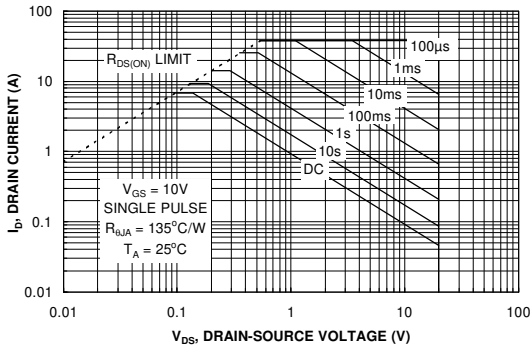 100
10
1
0.1
0.01
0.01
0.1
1
10
100
I_D, DRAIN CURRENT (A)
V_DS, DRAIN-SOURCE VOLTAGE (V)
R_DS(ON) LIMIT
100µs
1ms
10ms
100ms
1s
10s
DC
V_GS = 10V
SINGLE PULSE
R_θJA = 135°C/W
T_A = 25°C